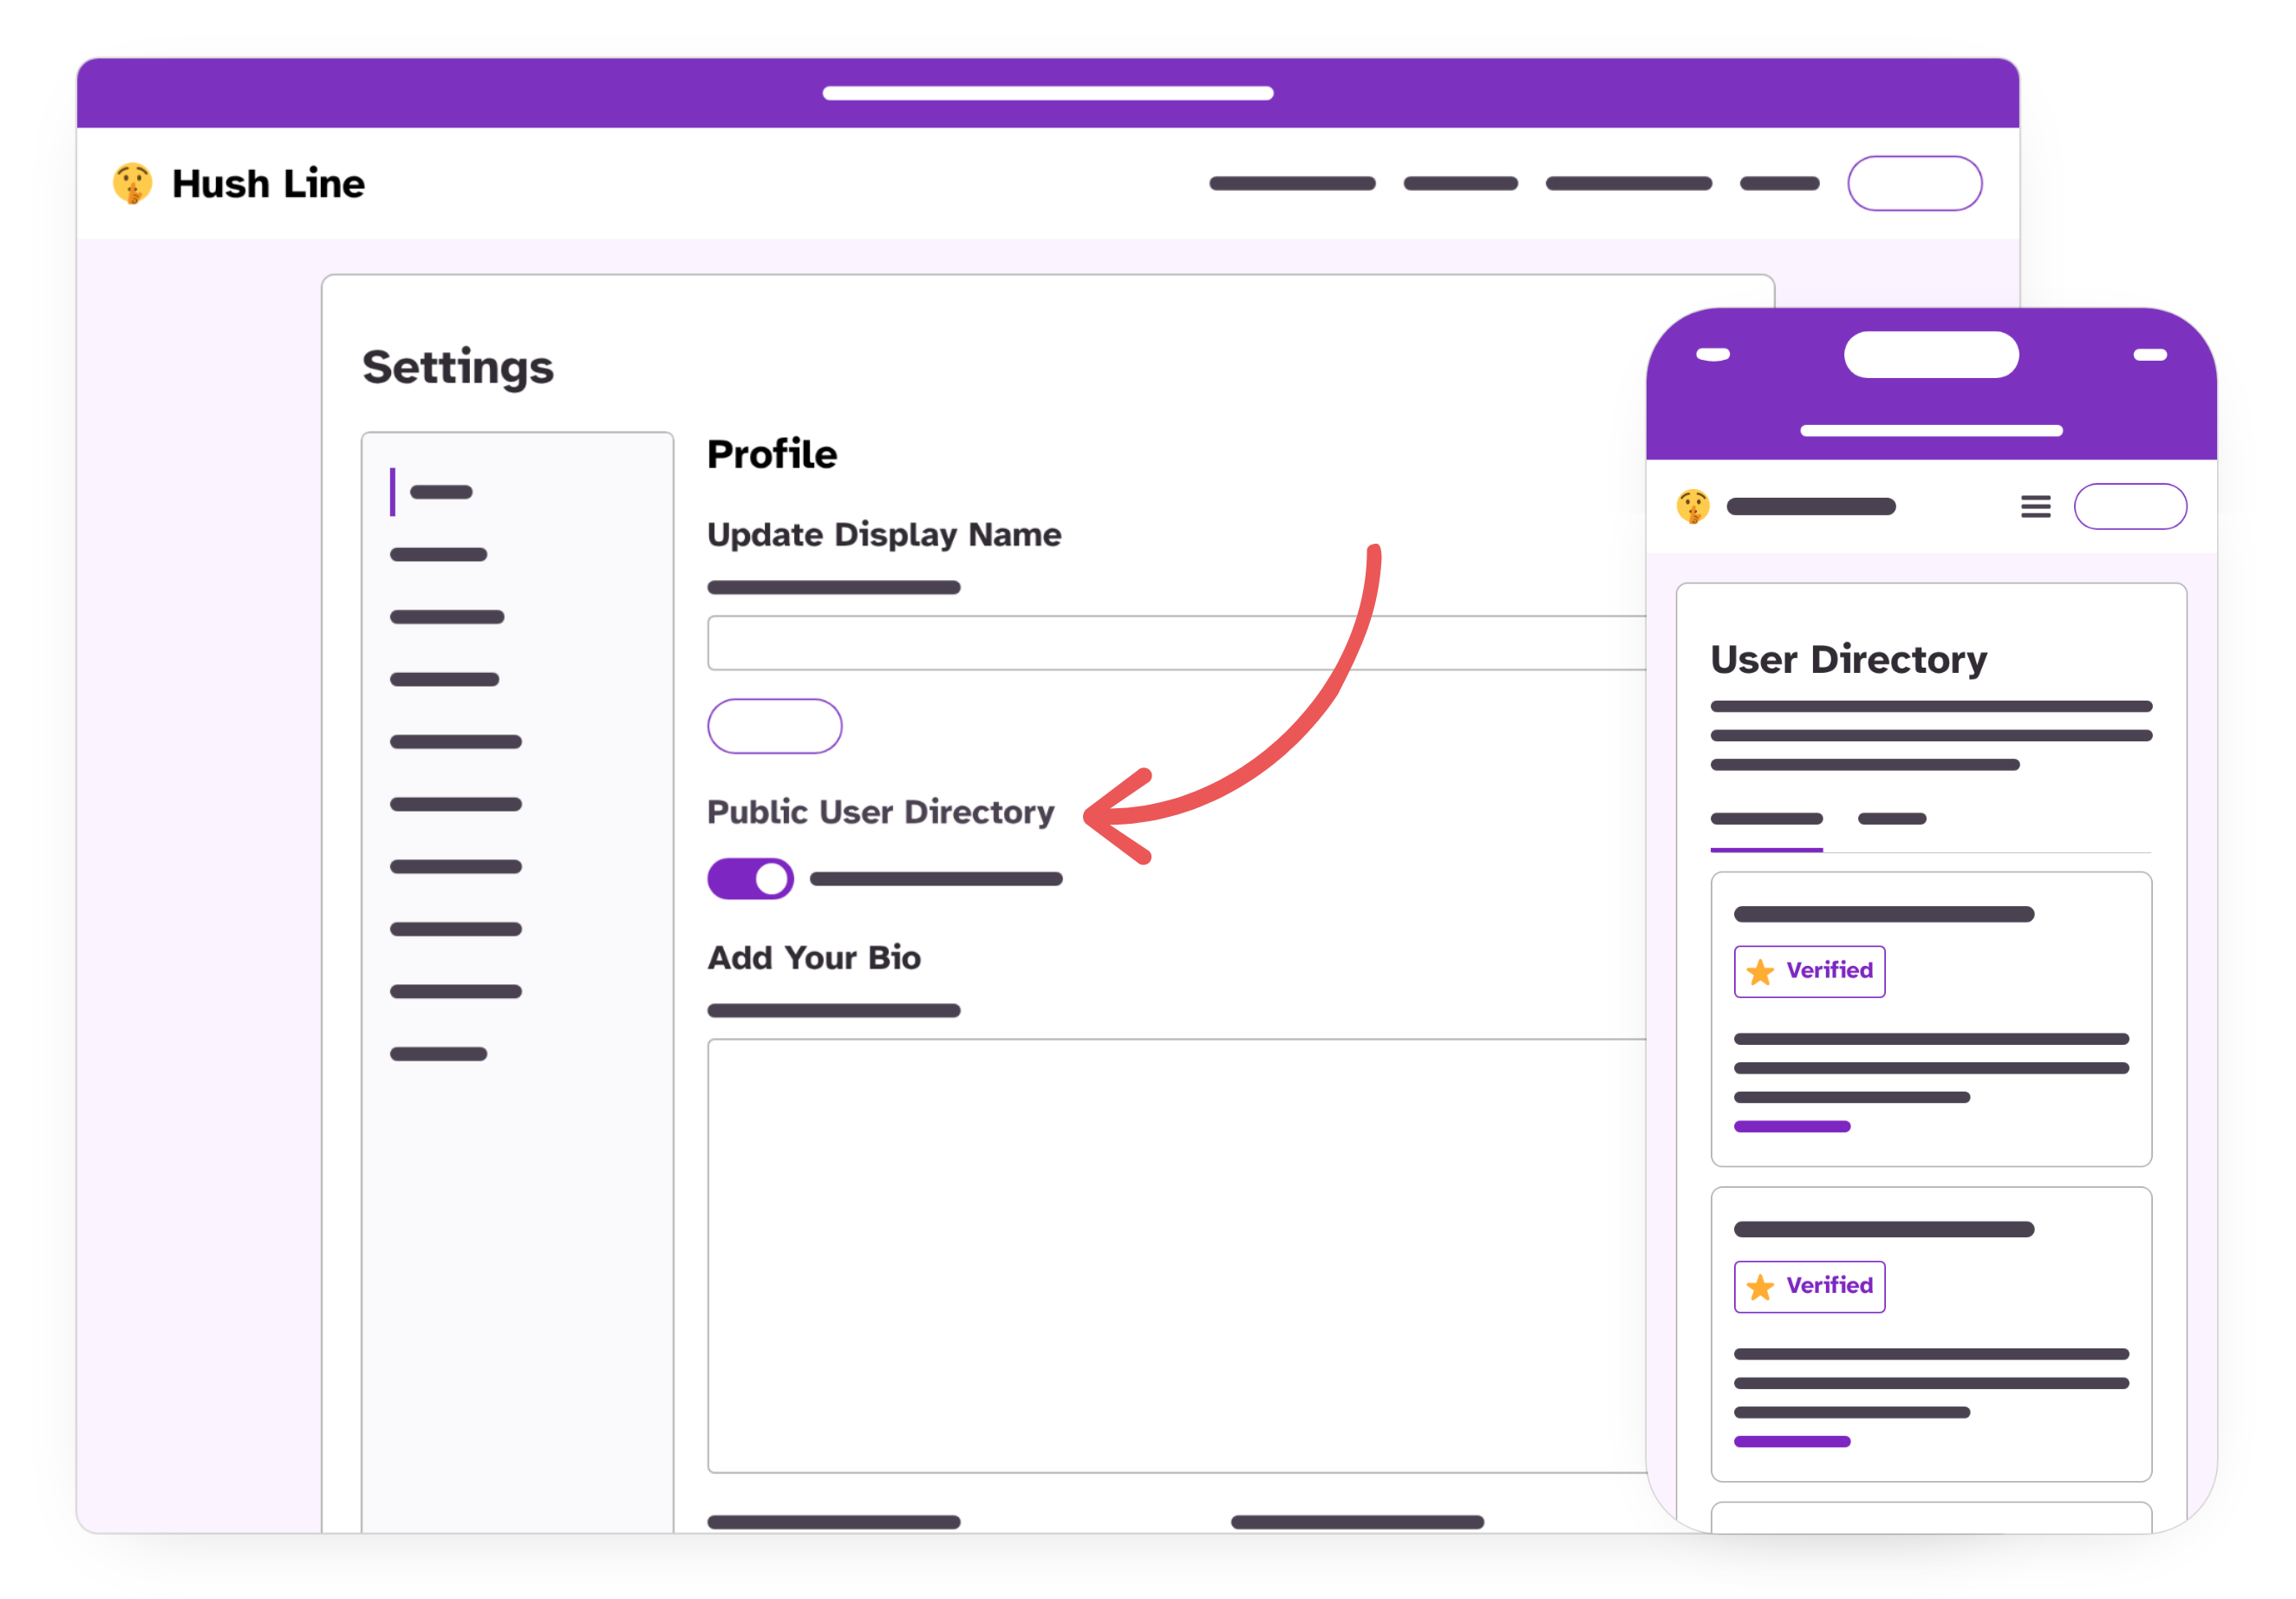 Hush Line
Settings
Profile
Update Display Name
Public User Directory
Add Your Bio
User Directory
Verified
Verified